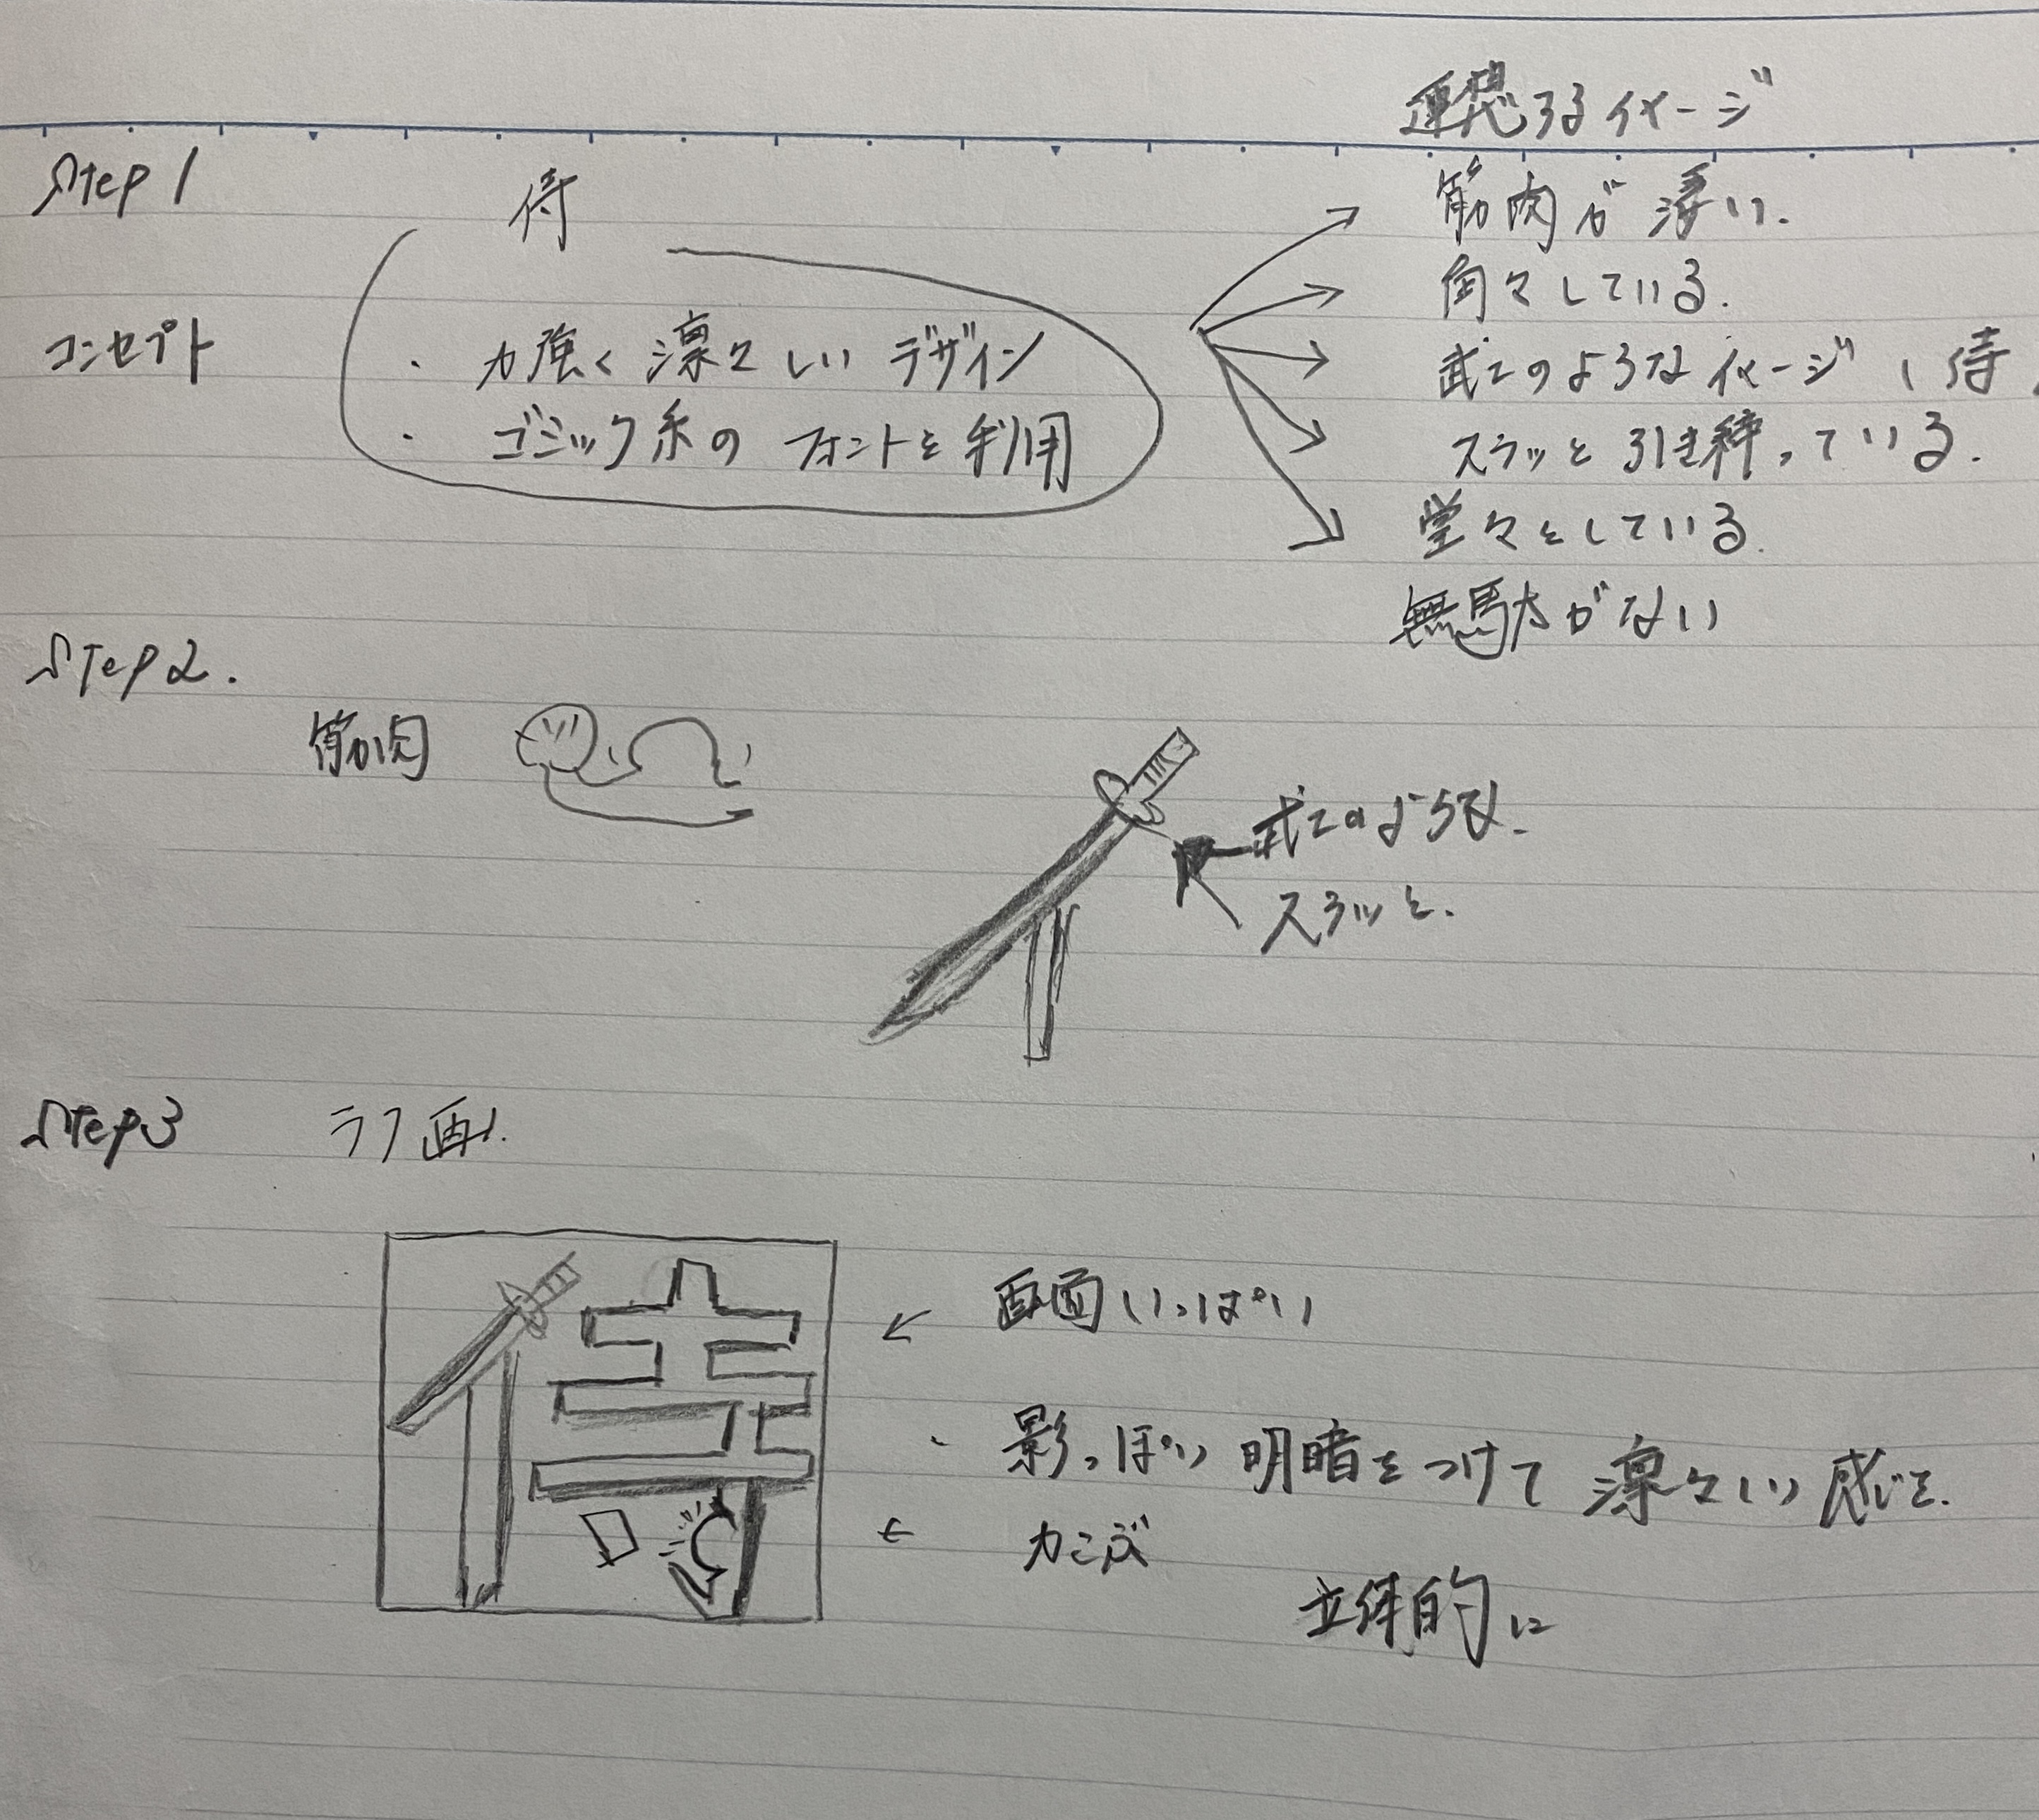 連想するイメージ
Step 1
侍
筋肉が凄い.
角々している.
コンセプト
・力強く凛々しいデザイン
武士のようなイメージ、侍
・ゴシック系のフォントを利用
スラッと引き締っている.
堂々としている.
無駄がない
Step 2.
筋肉
武士のような.
スラッと.
Step 3
ラフ画.
画面いっぱい
・影っぽい明暗をつけて凛々しい感じを.
力こぶ
立体的に